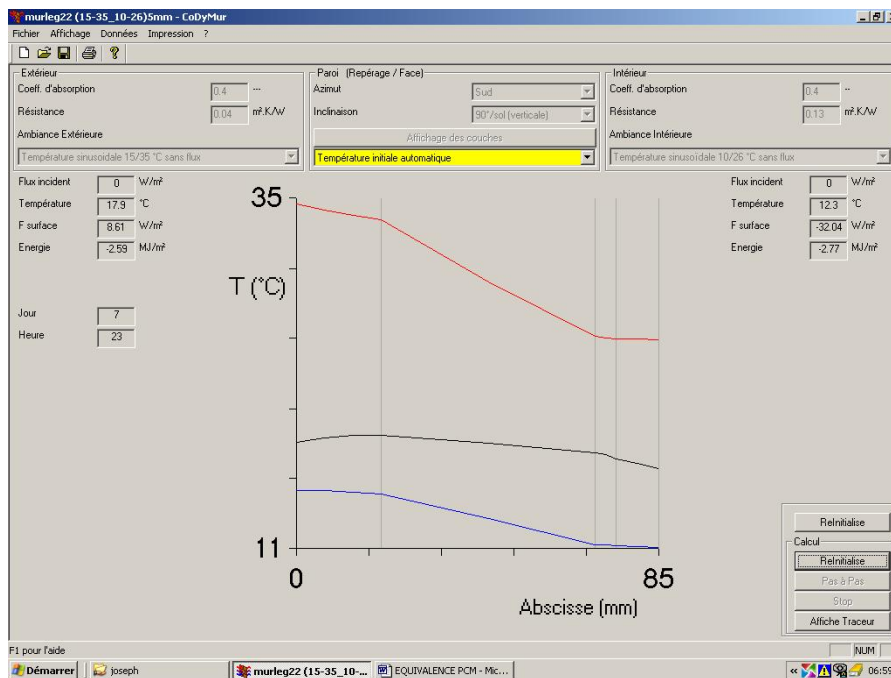 murleg22 (15-35_10-26)5mm - CoDyMur
Fichier Affichage Données Impression ?
Extérieur
Coeff. d'absorption 0.4 ---
Résistance 0.04 m².K/W
Ambiance Extérieure
Température sinusoidale 15/35 °C sans flux
Paroi (Repérage / Face)
Azimut Sud
Inclinaison 90°/sol (verticale)
Affichage des couches
Température initiale automatique
Intérieur
Coeff. d'absorption 0.4 --
Résistance 0.13 m².K/W
Ambiance Intérieure
Température sinusoïdale 10/26 °C sans flux
Flux incident 0 W/m²
Température 17.9 °C
F surface 8.61 W/m²
Energie -2.59 MJ/m²
Jour 7
Heure 23
35
T (°C)
11
0
85
Abscisse (mm)
Flux incident 0 W/m²
Température 12.3 °C
F surface -32.04 W/m²
Energie -2.77 MJ/m²
ReInitialise
Calcul
ReInitialise
Pas à Pas
Stop
Affiche Traceur
F1 pour l'aide
NUM
Démarrer
joseph
murleg22 (15-35_10-...
EQUIVALENCE PCM - Mic...
06:59